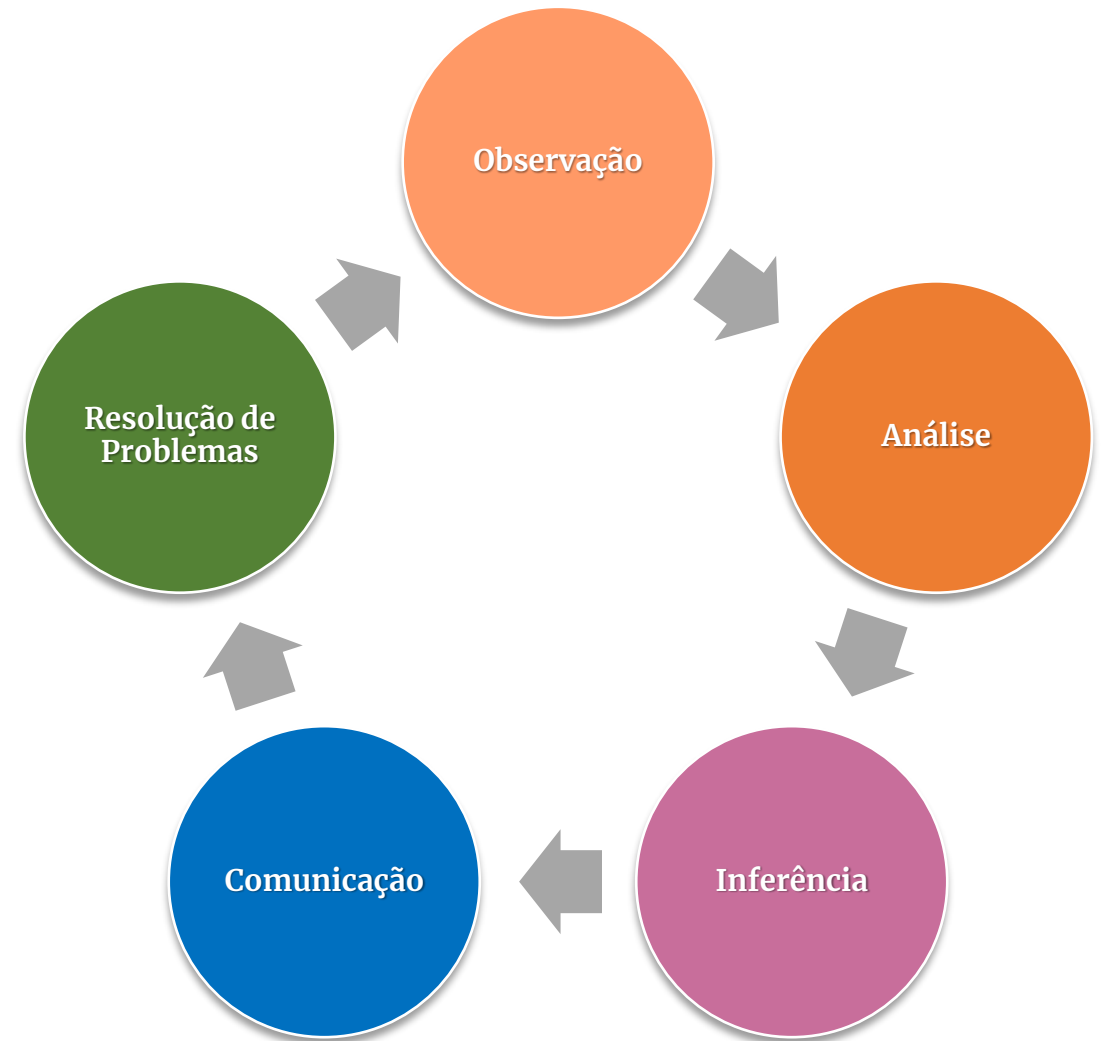 Observação
Análise
Inferência
Comunicação
Resolução de
Problemas